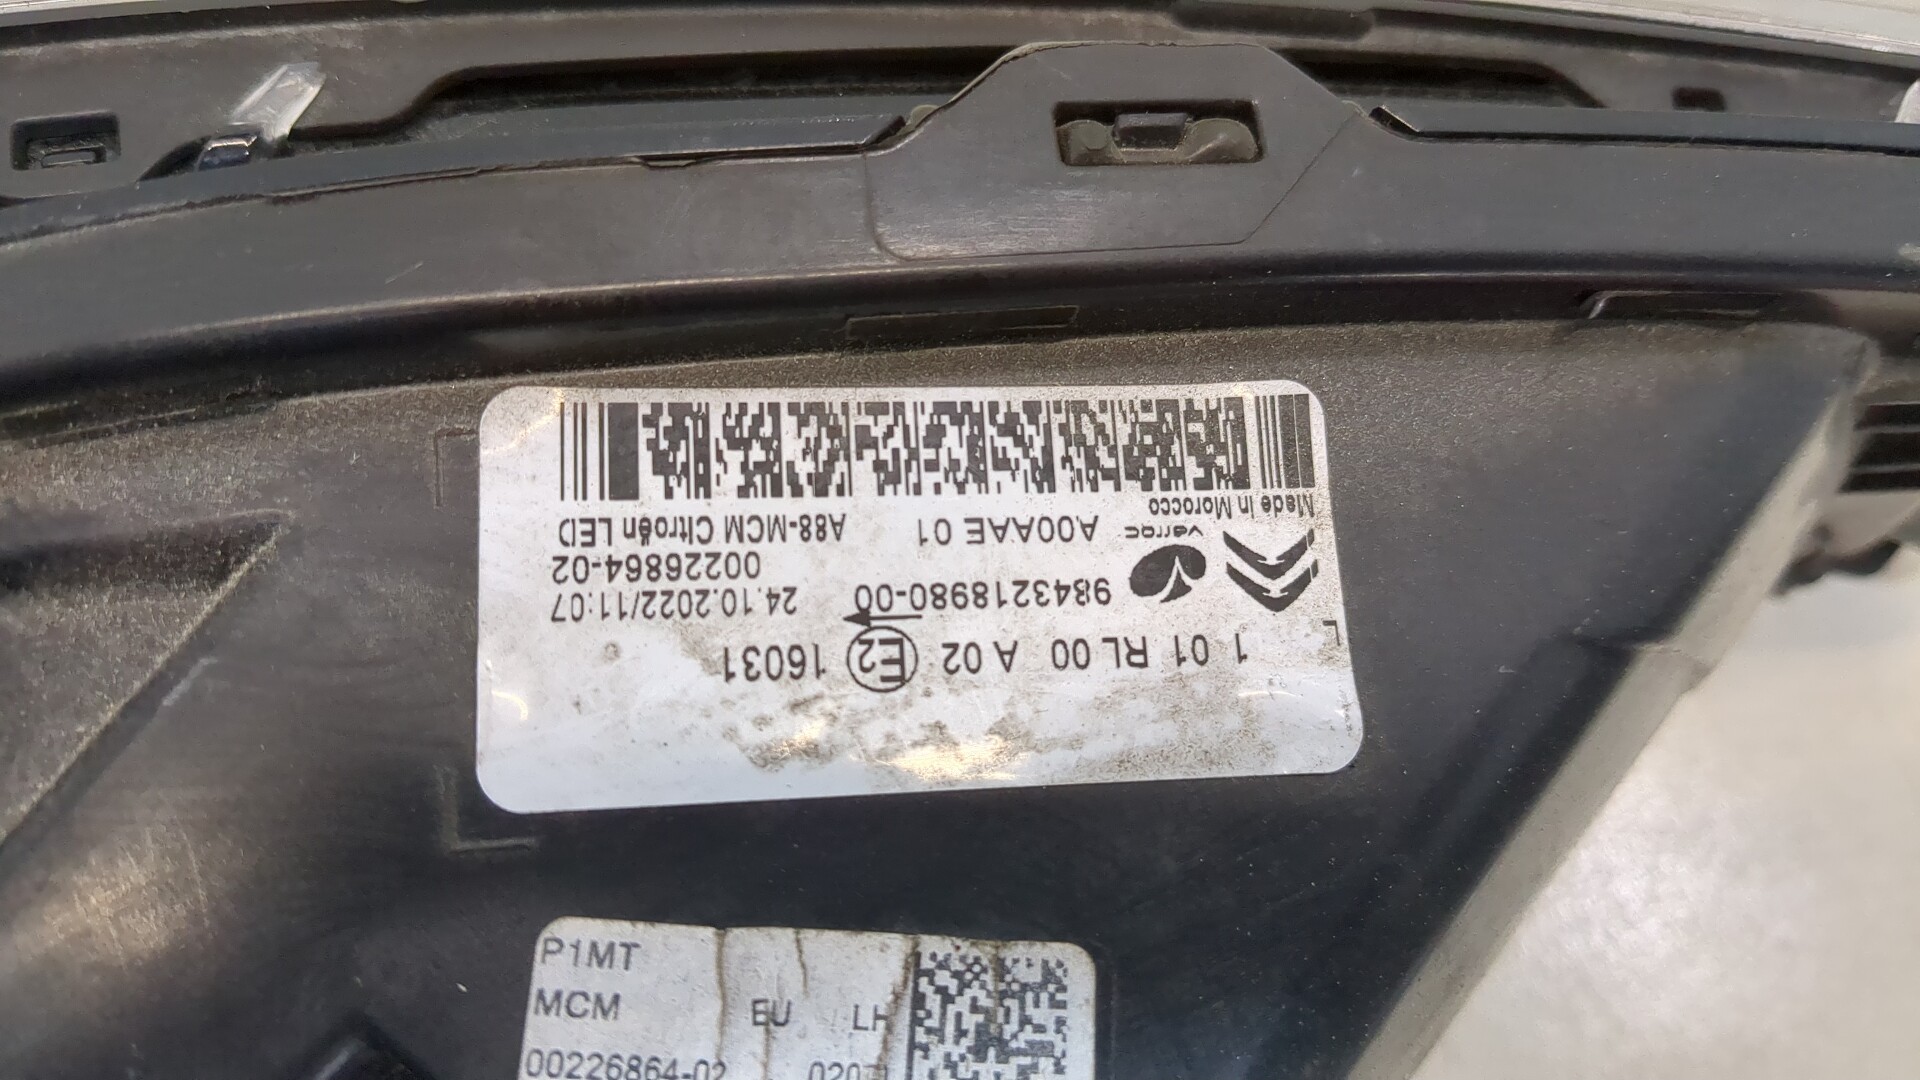 L
1 01 RL 00 A 02 E2 16031
9843218980-00 24.10.2022/11:07
00226864-02
varroc A00AAE 01 A88-MCM Citroën LED
Made in Morocco
P1MT
MCM EU LH
00226864-02